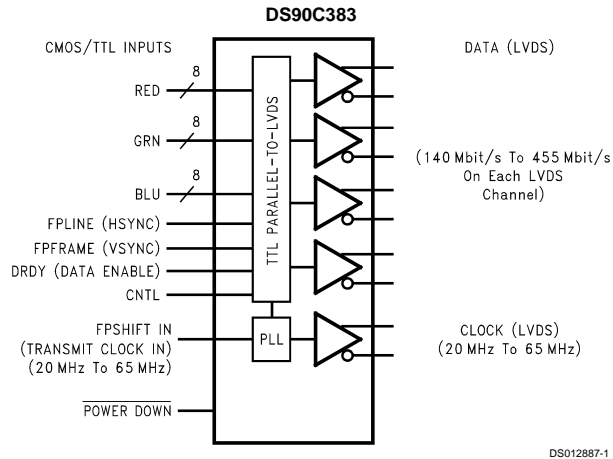 DS90C383
CMOS/TTL INPUTS
DATA (LVDS)
8
RED
8
GRN
8
BLU
FPLINE (HSYNC)
FPFRAME (VSYNC)
DRDY (DATA ENABLE)
CNTL
TTL PARALLEL-TO-LVDS
(140 Mbit/s To 455 Mbit/s
On Each LVDS
Channel)
FPSHIFT IN
(TRANSMIT CLOCK IN)
(20 MHz To 65 MHz)
PLL
CLOCK (LVDS)
(20 MHz To 65 MHz)
POWER DOWN
DS012887-1